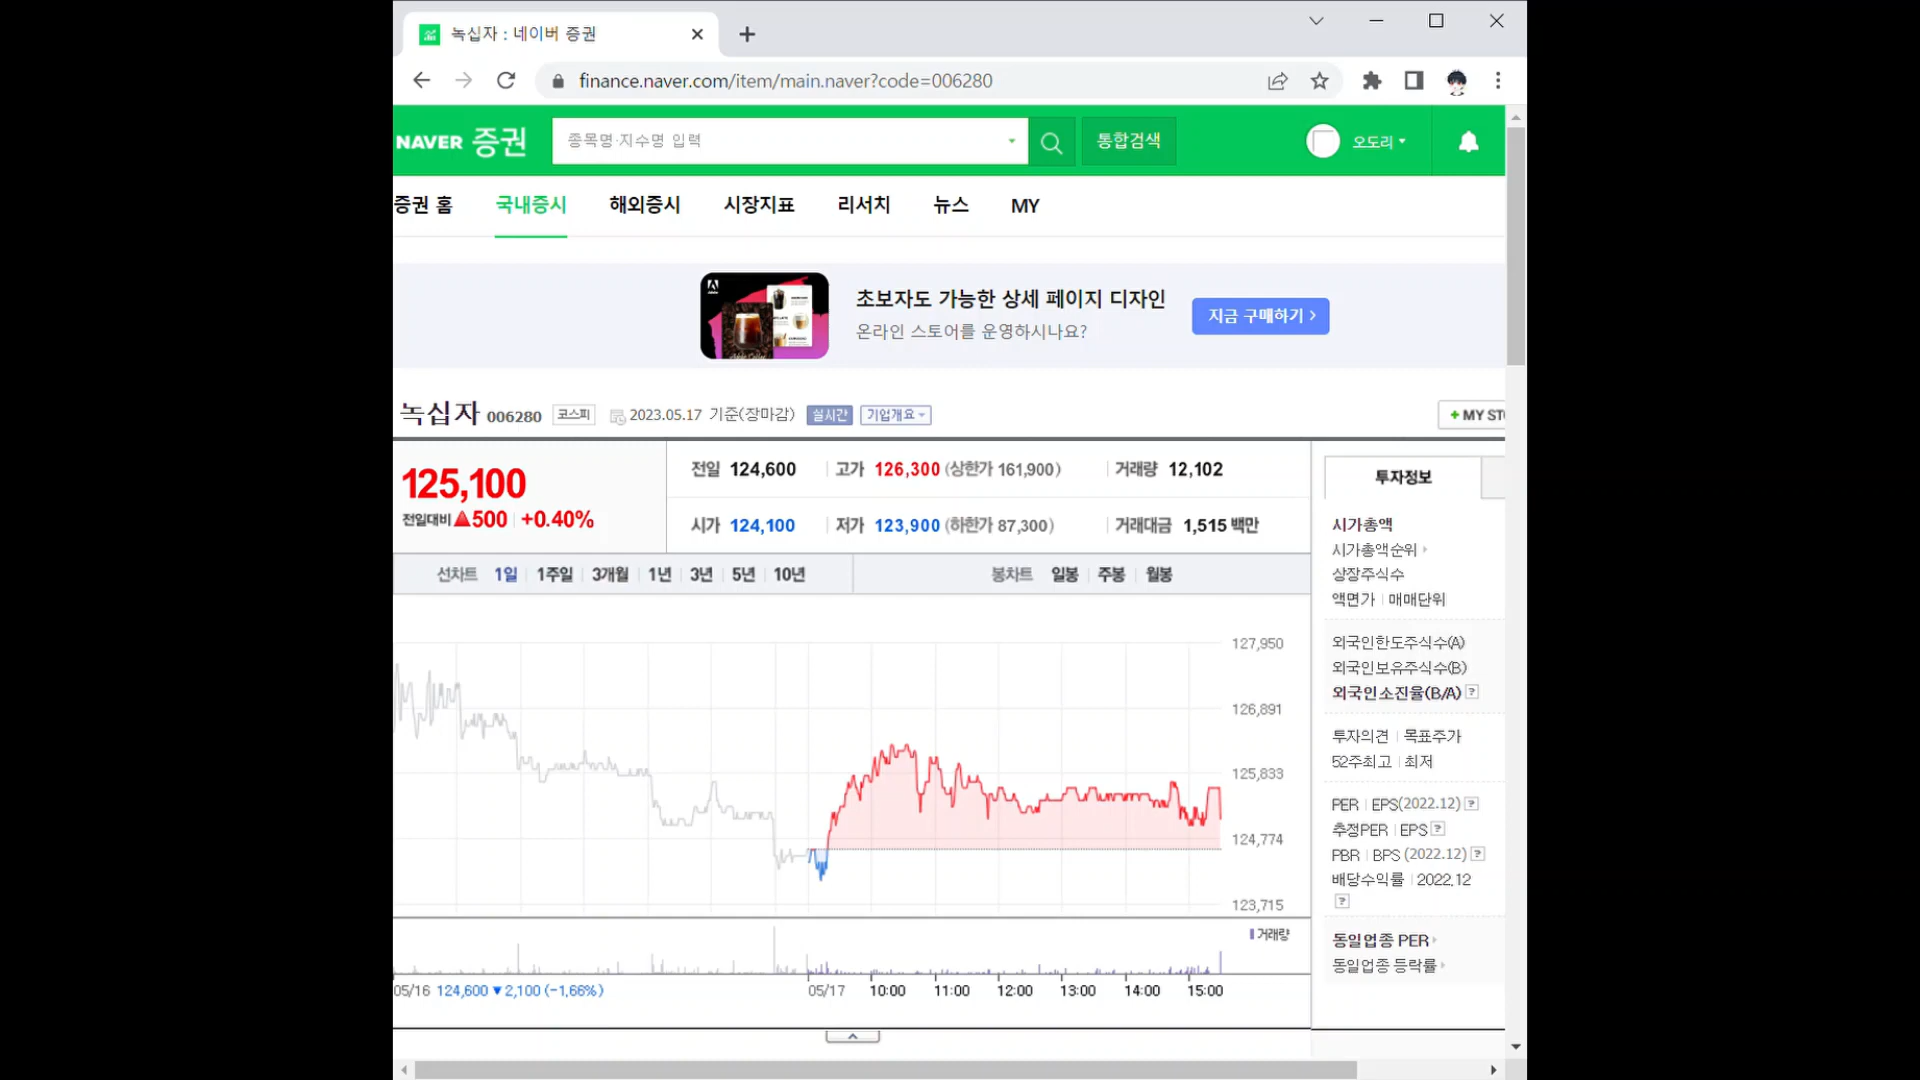 녹십자 : 네이버 증권
finance.naver.com/item/main.naver?code=006280
NAVER 증권
종목명·지수명 입력
통합검색
오도리
증권 홈 국내증시 해외증시 시장지표 리서치 뉴스 MY
초보자도 가능한 상세 페이지 디자인
온라인 스토어를 운영하시나요?
지금 구매하기 >
녹십자 006280 코스피 2023.05.17 기준(장마감) 실시간 기업개요
+ MY ST
125,100
전일대비 ▲500 +0.40%
전일 124,600 고가 126,300 (상한가 161,900) 거래량 12,102
시가 124,100 저가 123,900 (하한가 87,300) 거래대금 1,515 백만
선차트 1일 1주일 3개월 1년 3년 5년 10년
봉차트 일봉 주봉 월봉
127,950
126,891
125,833
124,774
123,715
거래량
05/16 124,600 ▼2,100 (-1.66%)
05/17 10:00 11:00 12:00 13:00 14:00 15:00
투자정보
시가총액
시가총액순위
상장주식수
액면가 매매단위
외국인한도주식수(A)
외국인보유주식수(B)
외국인소진율(B/A) ?
투자의견 목표주가
52주최고 최저
PER EPS(2022.12) ?
추정PER EPS ?
PBR BPS (2022.12) ?
배당수익률 2022.12
?
동일업종 PER
동일업종 등락률